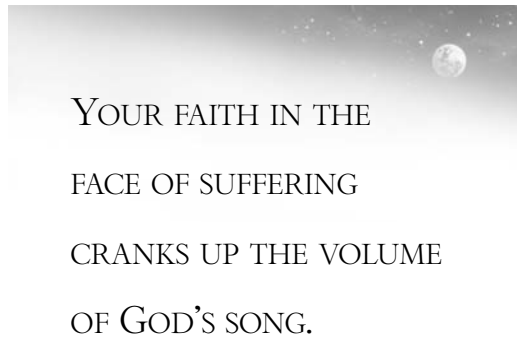 Your faith in the
face of suffering
cranks up the volume
of God’s song.